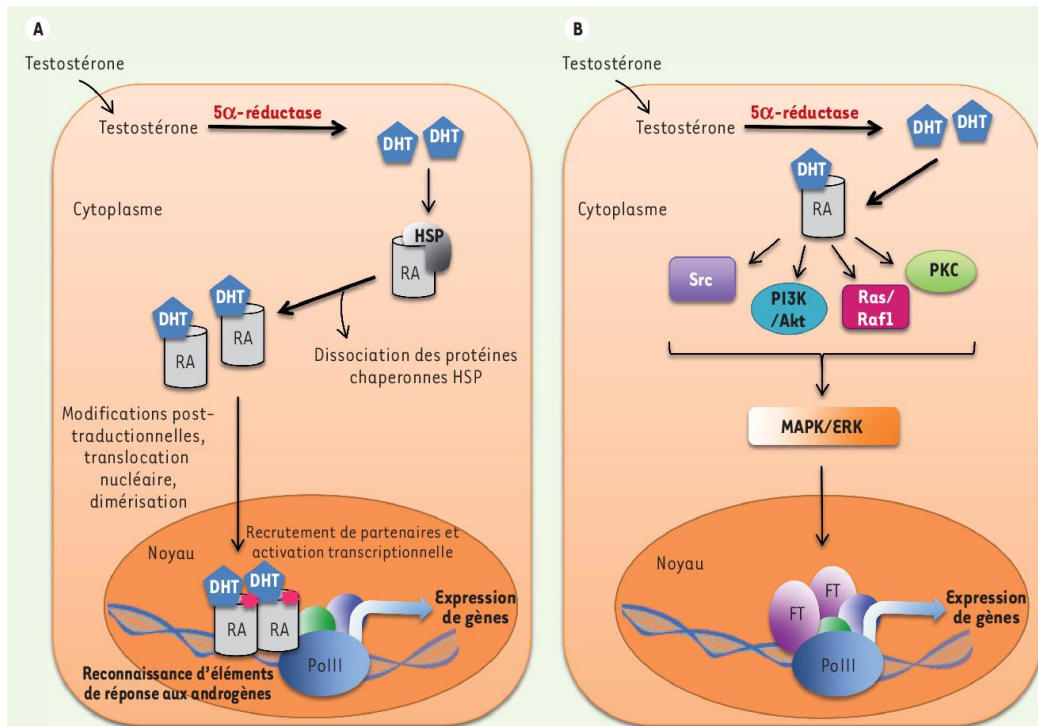 A
Testostérone
Testostérone
5α-réductase
DHT
DHT
Cytoplasme
HSP
RA
DHT
DHT
RA
RA
Dissociation des protéines
chaperonnes HSP
Modifications post-
traductionnelles,
translocation
nucléaire,
dimérisation
Noyau
Recrutement de partenaires et
activation transcriptionnelle
DHT
DHT
RA
RA
PolII
Expression
de gènes
Reconnaissance d'éléments
de réponse aux androgènes
B
Testostérone
Testostérone
5α-réductase
DHT
DHT
DHT
RA
Cytoplasme
Src
PI3K
/Akt
Ras/
Raf1
PKC
MAPK/ERK
Noyau
FT
FT
PolII
Expression
de gènes